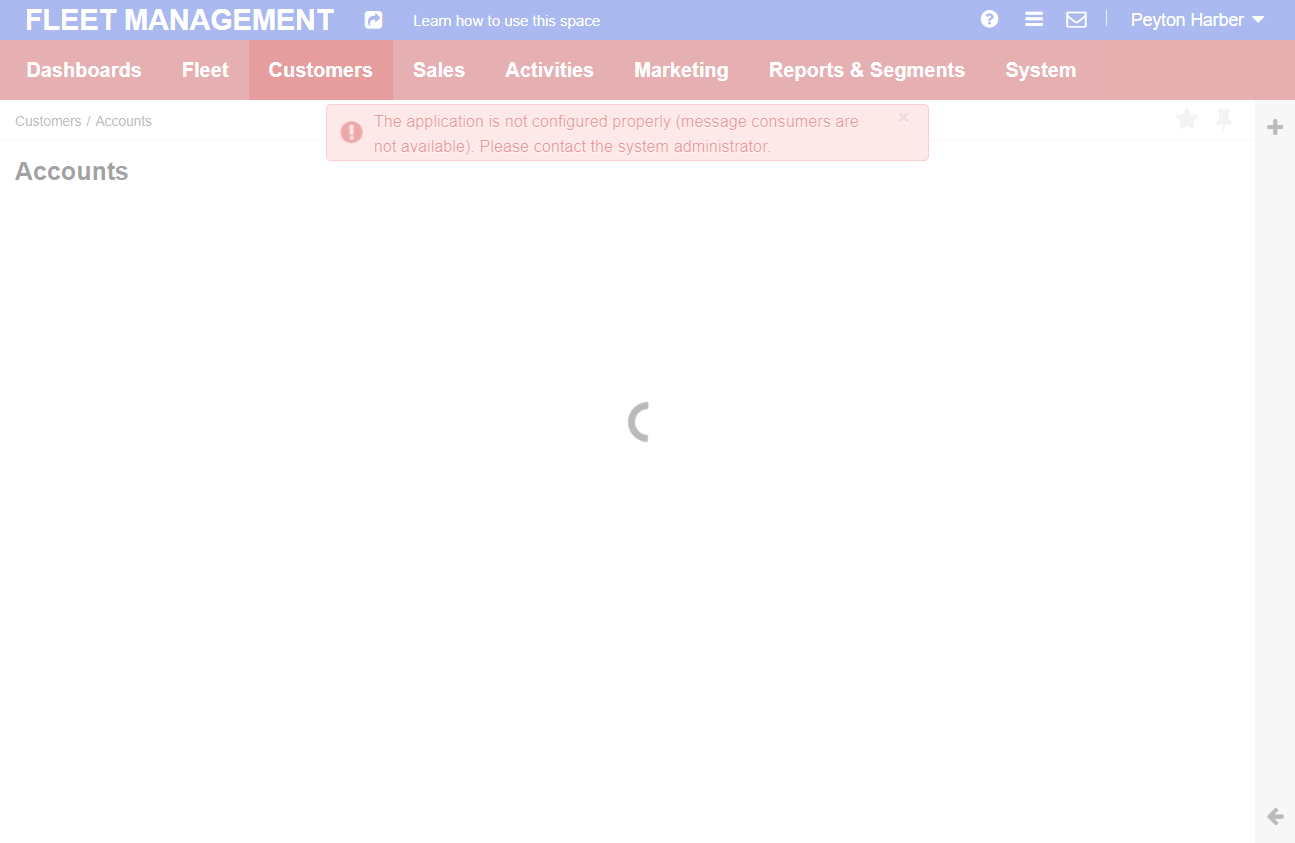 FLEET MANAGEMENT
Learn how to use this space
Peyton Harber
Dashboards
Fleet
Customers
Sales
Activities
Marketing
Reports & Segments
System
Customers / Accounts
The application is not configured properly (message consumers are
not available). Please contact the system administrator.
×
Accounts